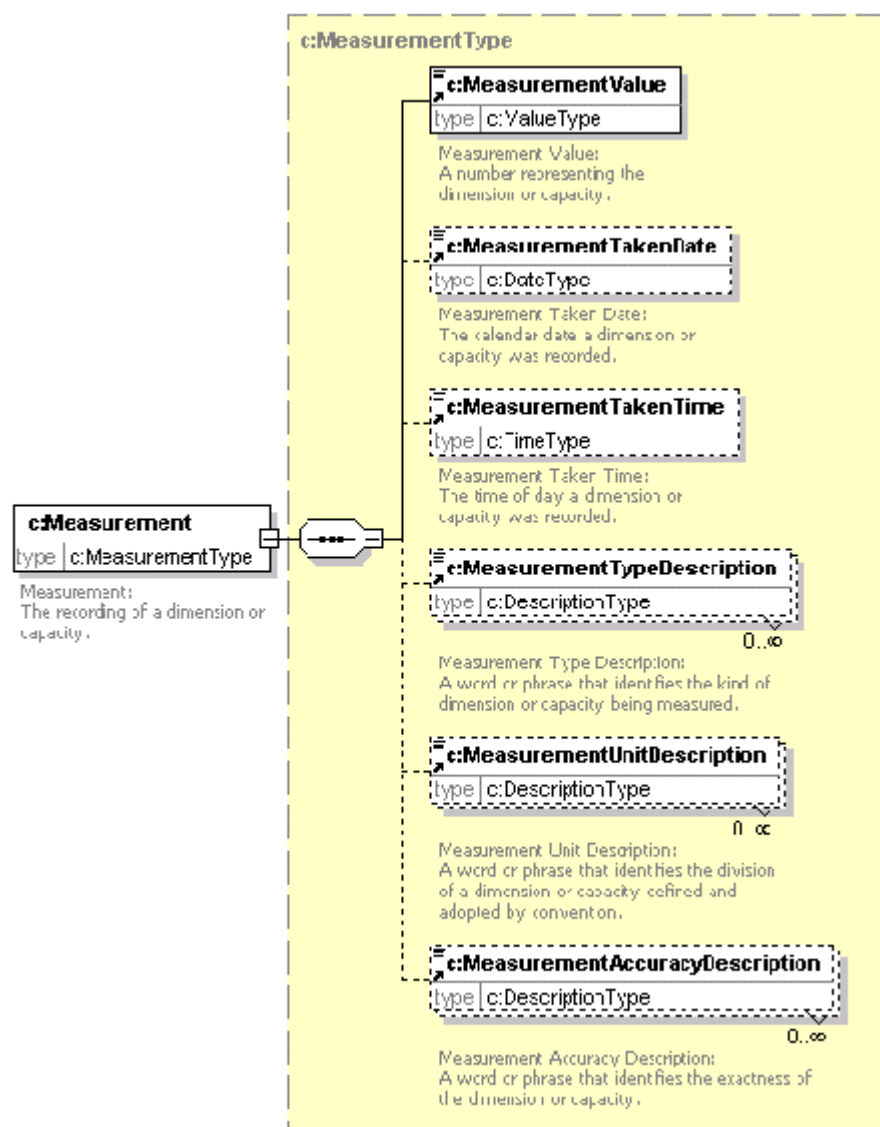 c:MeasurementType
c:MeasurementValue
type c:ValueType
Measurement Value:
A number representing the
dimension or capacity.
c:MeasurementTakenDate
type c:DateType
Measurement Taken Date:
The calendar date a dimension or
capacity was recorded.
c:MeasurementTakenTime
type c:TimeType
Measurement Taken Time:
The time of day a dimension or
capacity was recorded.
c:Measurement
type c:MeasurementType
Measurement:
The recording of a dimension or
capacity.
c:MeasurementTypeDescription
type c:DescriptionType
0..∞
Measurement Type Description:
A word or phrase that identifies the kind of
dimension or capacity being measured.
c:MeasurementUnitDescription
type c:DescriptionType
0..∞
Measurement Unit Description:
A word or phrase that identifies the division
of a dimension or capacity defined and
adopted by convention.
c:MeasurementAccuracyDescription
type c:DescriptionType
0..∞
Measurement Accuracy Description:
A word or phrase that identifies the exactness of
the dimension or capacity.